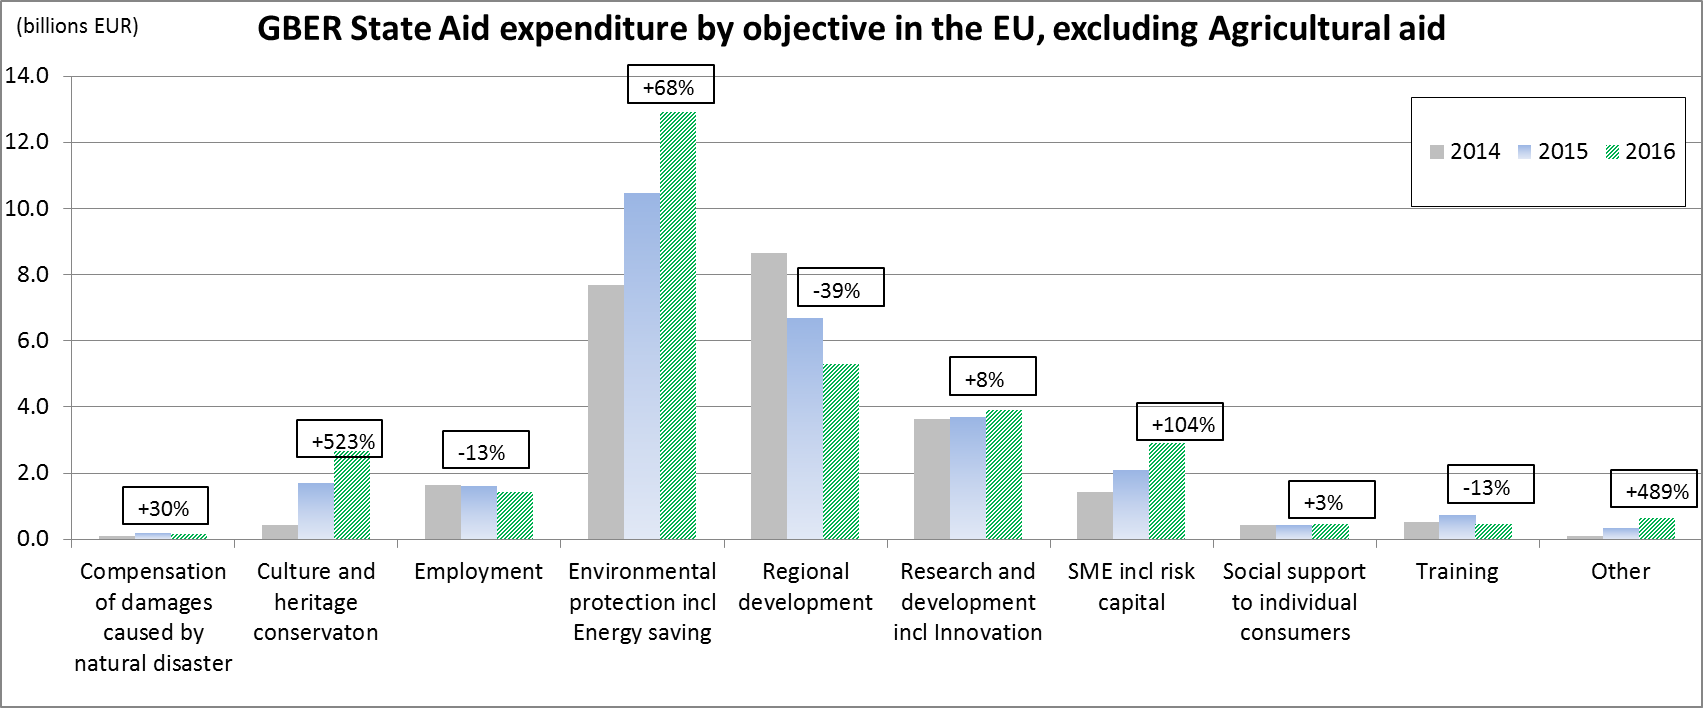 (billions EUR)
GBER State Aid expenditure by objective in the EU, excluding Agricultural aid
14.0
12.0
10.0
8.0
6.0
4.0
2.0
0.0
+30%
+523%
-13%
+68%
-39%
+8%
+104%
+3%
-13%
+489%
2014
2015
2016
Compensation
of damages
caused by
natural disaster
Culture and
heritage
conservaton
Employment
Environmental
protection incl
Energy saving
Regional
development
Research and
development
incl Innovation
SME incl risk
capital
Social support
to individual
consumers
Training
Other